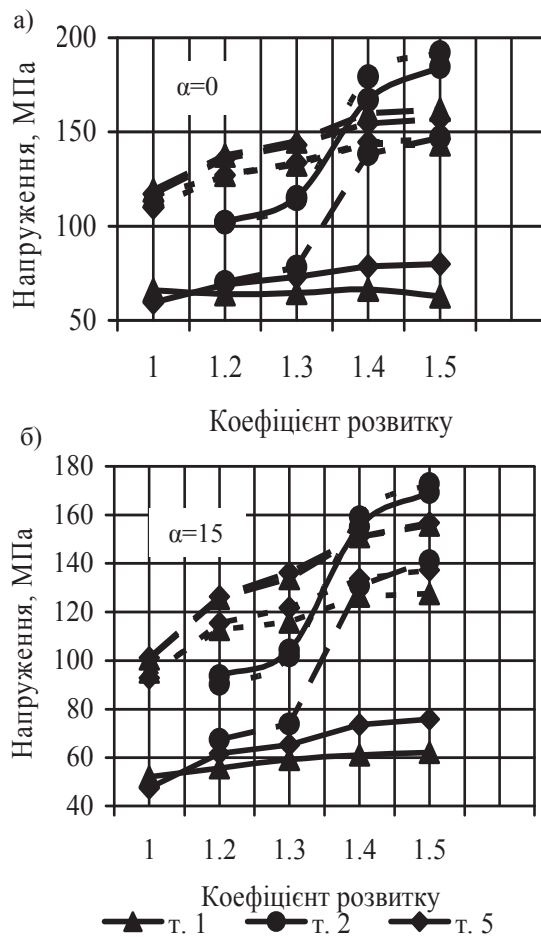 а)
200
150
100
50
α=0
Напруження, МПа
1 1.2 1.3 1.4 1.5
Коефіцієнт розвитку
б)
180
160
140
120
100
80
60
40
α=15
Напруження, МПа
1 1.2 1.3 1.4 1.5
Коефіцієнт розвитку
т. 1 т. 2 т. 5